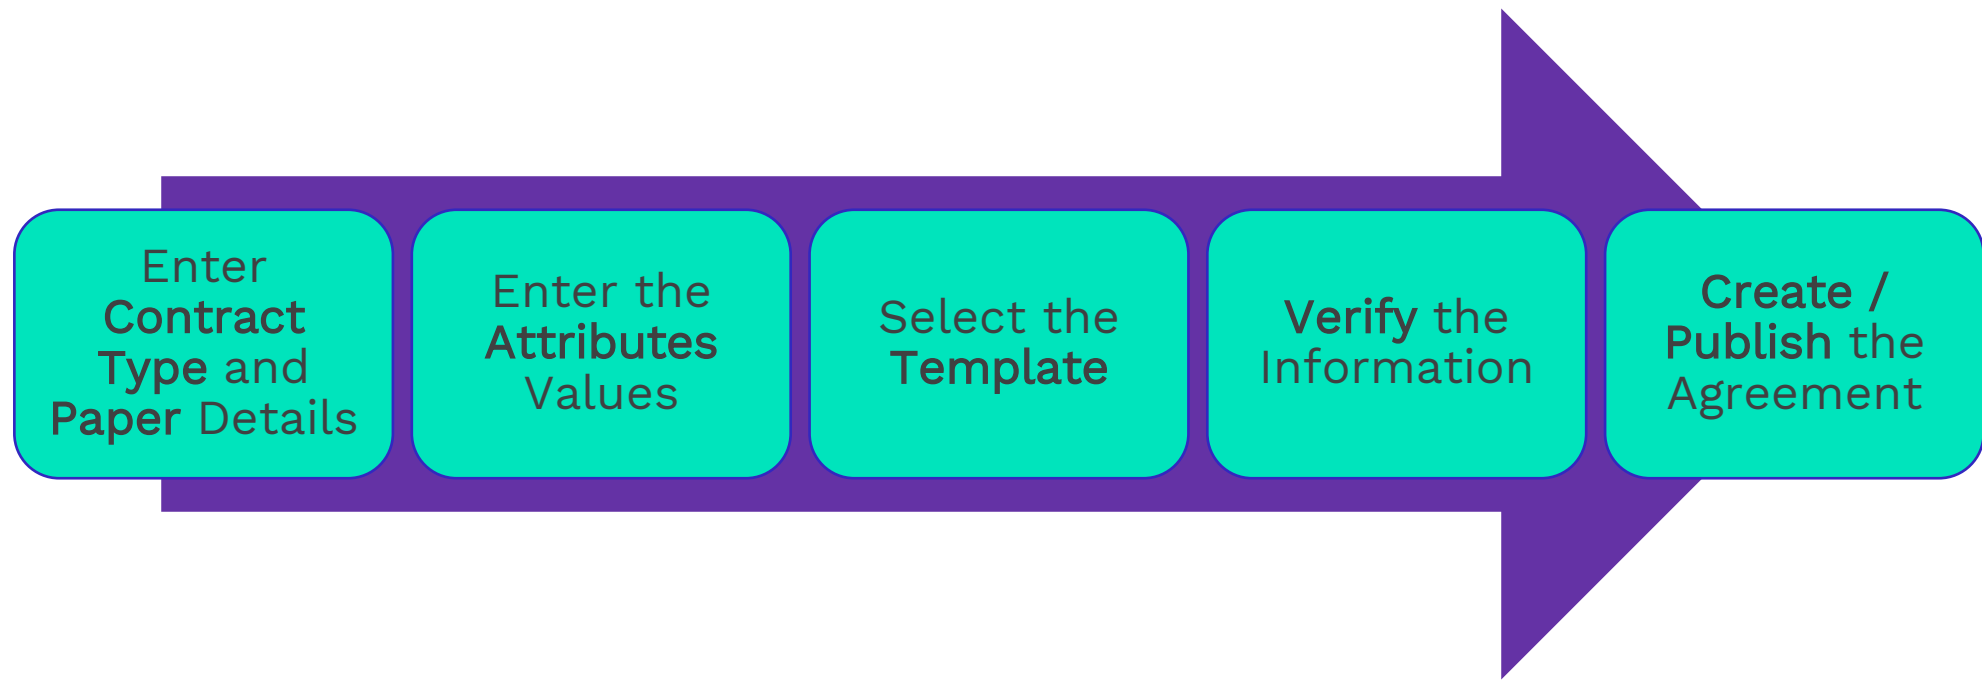 Enter
Contract
Type and
Paper Details
Enter the
Attributes
Values
Select the
Template
Verify the
Information
Create /
Publish the
Agreement